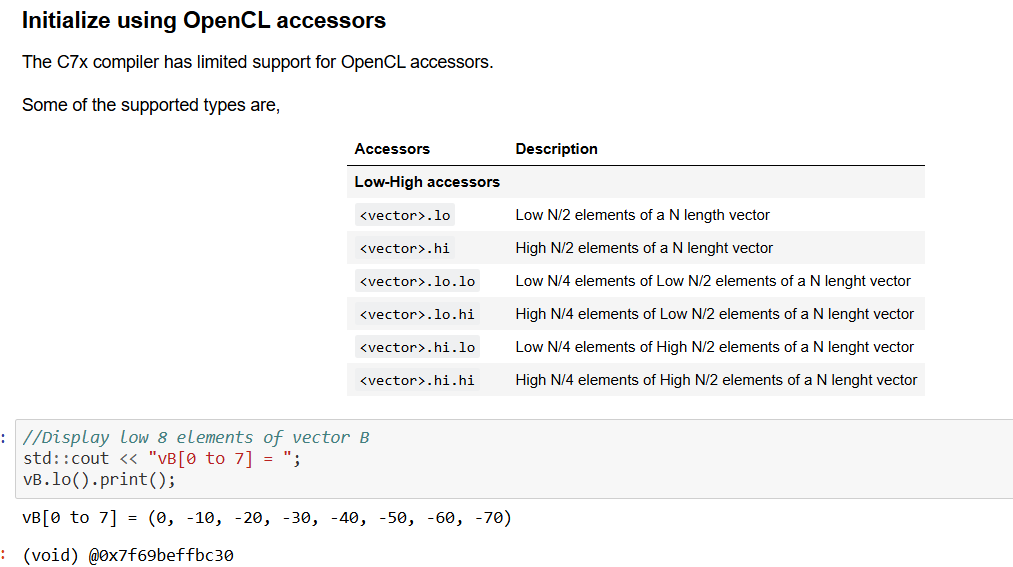 Initialize using OpenCL accessors
The C7x compiler has limited support for OpenCL accessors.
Some of the supported types are,
Accessors Description
Low-High accessors
<vector>.lo Low N/2 elements of a N length vector
<vector>.hi High N/2 elements of a N lenght vector
<vector>.lo.lo Low N/4 elements of Low N/2 elements of a N lenght vector
<vector>.lo.hi High N/4 elements of Low N/2 elements of a N lenght vector
<vector>.hi.lo Low N/4 elements of High N/2 elements of a N lenght vector
<vector>.hi.hi High N/4 elements of High N/2 elements of a N lenght vector
: //Display low 8 elements of vector B
std::cout << "vB[0 to 7] = ";
vB.lo().print();
vB[0 to 7] = (0, -10, -20, -30, -40, -50, -60, -70)
: (void) @0x7f69beffbc30